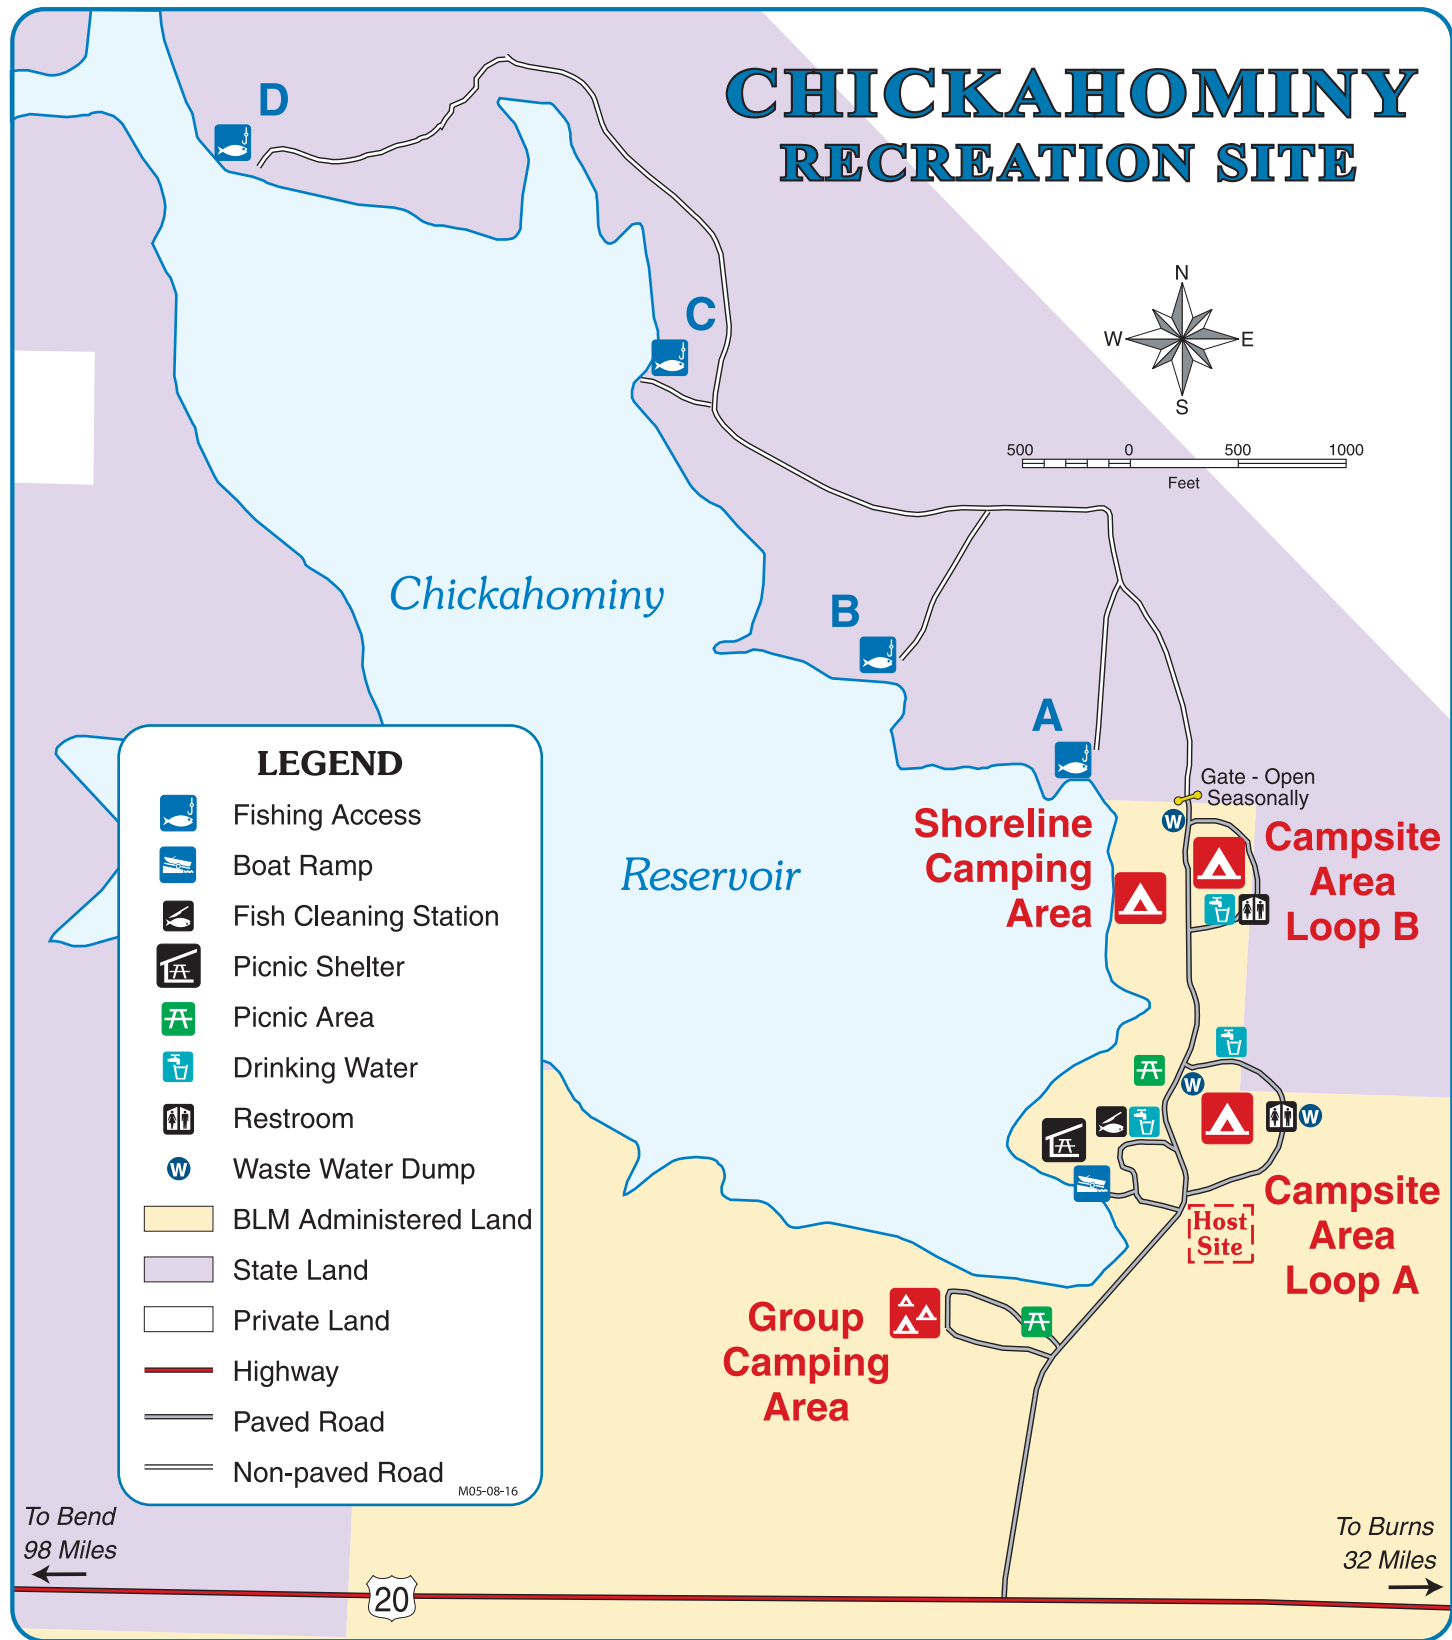 CHICKAHOMINY
RECREATION SITE
D
C
N
W
E
S
500
0
500
1000
Feet
Chickahominy
B
A
Gate - Open
Seasonally
W
Shoreline
Camping
Area
Campsite
Area
Loop B
Reservoir
W
W
Campsite
Area
Loop A
Host
Site
Group
Camping
Area
LEGEND
Fishing Access
Boat Ramp
Fish Cleaning Station
Picnic Shelter
Picnic Area
Drinking Water
Restroom
W Waste Water Dump
BLM Administered Land
State Land
Private Land
Highway
Paved Road
Non-paved Road
M05-08-16
To Bend
98 Miles
20
To Burns
32 Miles